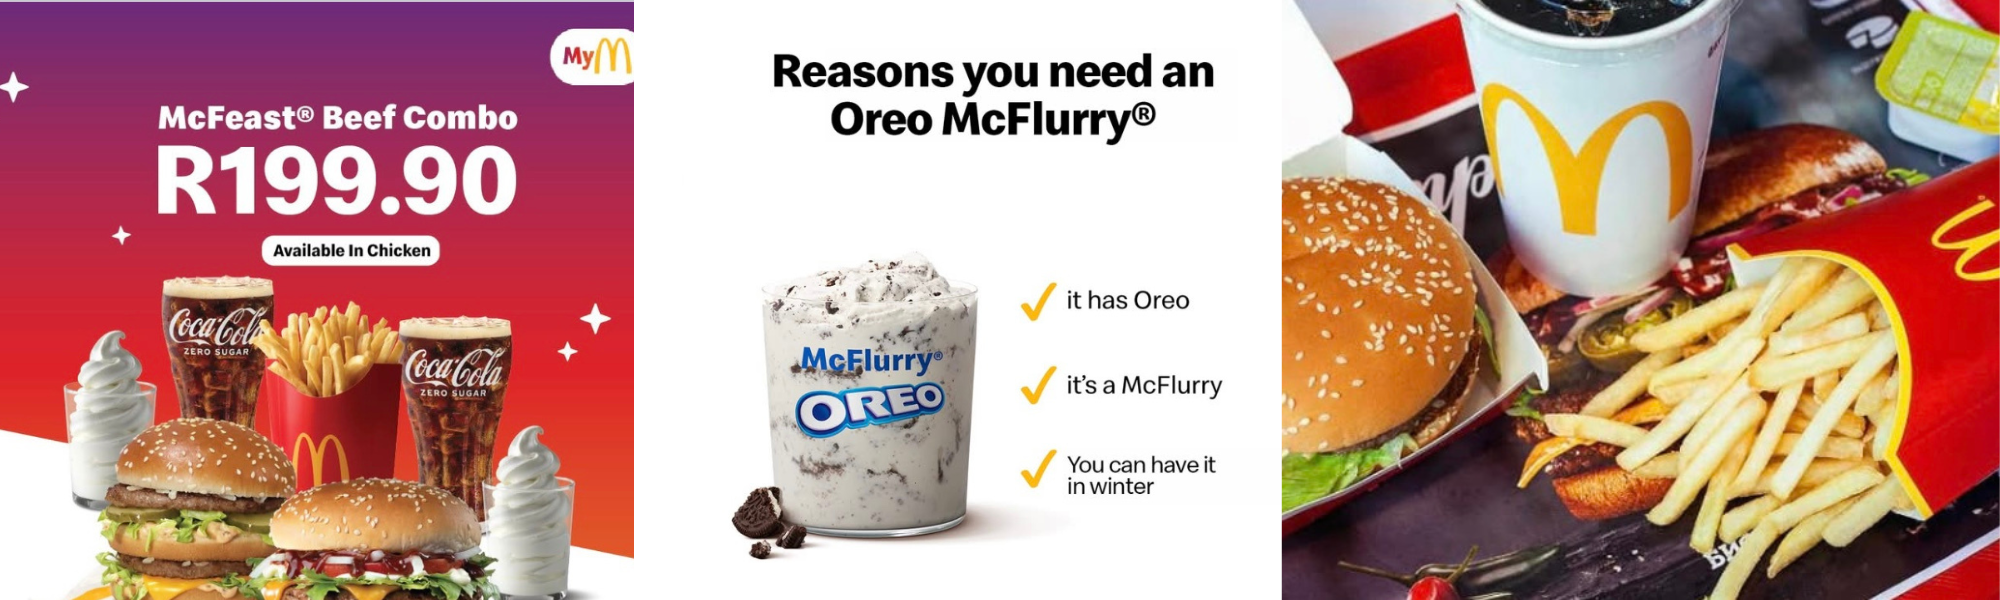 My
McFeast® Beef Combo
R199.90
Available In Chicken
Coca-Cola
ZERO SUGAR
Coca-Cola
ZERO SUGAR
Reasons you need an
Oreo McFlurry®
McFlurry®
OREO
it has Oreo
it's a McFlurry
You can have it
in winter